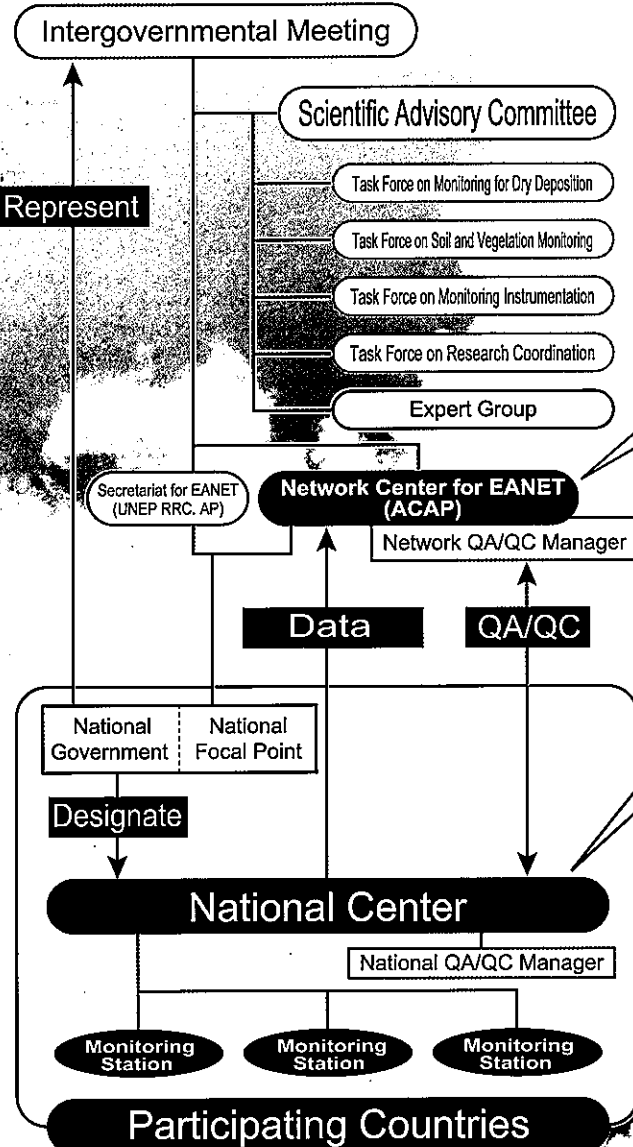 Intergovernmental Meeting
Scientific Advisory Committee
Task Force on Monitoring for Dry Deposition
Represent
Task Force on Soil and Vegetation Monitoring
Task Force on Monitoring Instrumentation
Task Force on Research Coordination
Expert Group
Secretariat for EANET
(UNEP RRC. AP)
Network Center for EANET
(ACAP)
Network QA/QC Manager
Data
QA/QC
National
Government
National
Focal Point
Designate
National Center
National QA/QC Manager
Monitoring
Station
Monitoring
Station
Monitoring
Station
Participating Countries